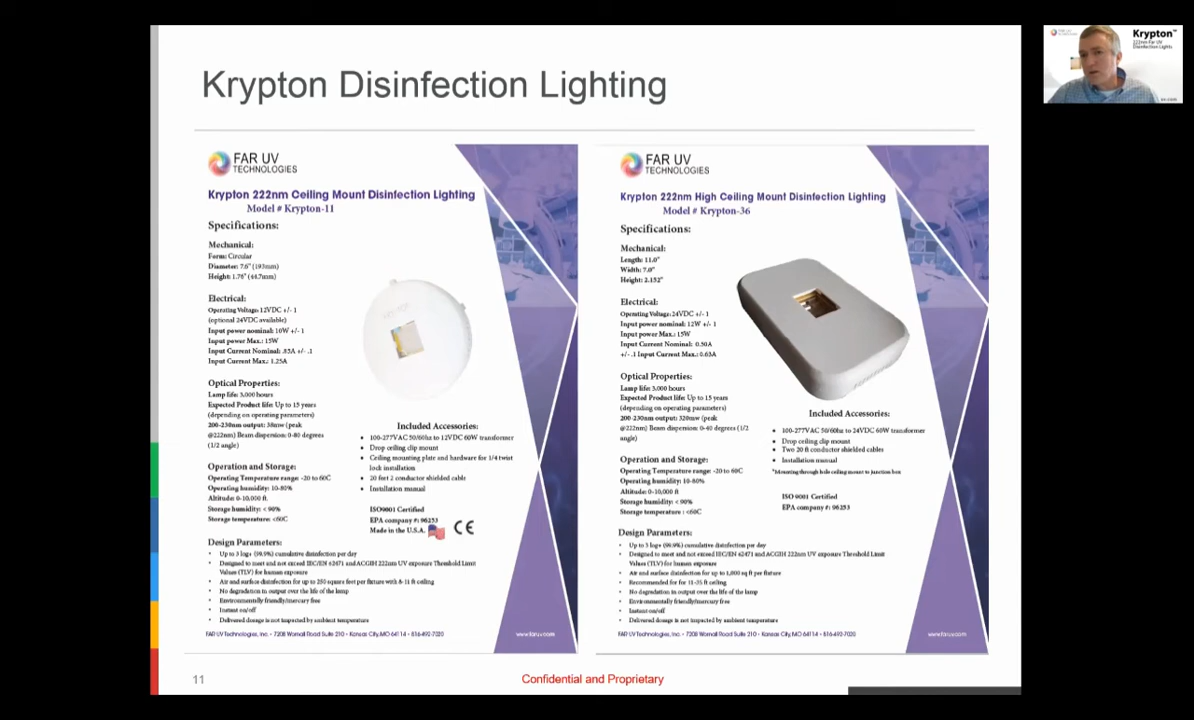 Krypton Disinfection Lighting
FAR UV
TECHNOLOGIES
Krypton 222nm Ceiling Mount Disinfection Lighting
Model # Krypton-11
Specifications:
Mechanical:
Form: Circular
Diameter: 7.6" (193mm)
Height: 1.76" (44.7mm)
Electrical:
Operating Voltage: 12VDC +/- 1
(optional 24VDC available)
Input power nominal: 10W +/- 1
Input power Max.: 15W
Input Current Nominal: .83A +/- .1
Input Current Max.: 1.25A
Optical Properties:
Lamp life: 3,000 hours
Expected Product life: Up to 15 years
(depending on operating parameters)
200-230nm output: 38mw (peak
@222nm) Beam dispersion: 0-80 degrees
(1/2 angle)
Operation and Storage:
Operating Temperature range: -20 to 60C
Operating humidity: 10-80%
Altitude: 0-10,000 ft.
Storage humidity: < 90%
Storage temperature: <60C
Included Accessories:
• 100-277VAC 50/60hz to 12VDC 60W transformer
• Drop ceiling clip mount
• Ceiling mounting plate and hardware for 1/4 twist
lock installation
• 20 feet 2 conductor shielded cable
• Installation manual
ISO9001 Certified
EPA company #: 96253
Made in the U.S.A.
CE
Design Parameters:
• Up to 3 log+ (99.9%) cumulative disinfection per day
• Designed to meet and not exceed IEC/EN 62471 and ACGIH 222nm UV exposure Threshold Limit
Values (TLV) for human exposure
• Air and surface disinfection for up to 250 square feet per fixture with 8-11 ft ceiling
• No degradation to output over the life of the lamp
• Environmentally friendly/mercury free
• Instant on/off
• Delivered dosage is not impacted by ambient temperature
FAR UV Technologies, Inc. • 7208 Wornall Road Suite 210 • Kansas City, MO 64114 • 816-492-7020
www.faruv.com
FAR UV
TECHNOLOGIES
Krypton 222nm High Ceiling Mount Disinfection Lighting
Model # Krypton-36
Specifications:
Mechanical:
Length: 11.0"
Width: 7.0"
Height: 2.152"
Electrical:
Operating Voltage: 24VDC +/- 1
Input power nominal: 12W +/- 1
Input power Max.: 15W
Input Current Nominal: 0.50A
+/- .1 Input Current Max.: 0.63A
Optical Properties:
Lamp life: 3,000 hours
Expected Product life: Up to 15 years
(depending on operating parameters)
200-230nm output: 320mw (peak
@222nm) Beam dispersion: 0-40 degrees (1/2
angle)
Operation and Storage:
Operating Temperature range: -20 to 60C
Operating humidity: 10-80%
Altitude: 0-10,000 ft
Storage humidity: < 90%
Storage temperature : <60C
Included Accessories:
• 100-277VAC 50/60hz to 24VDC 60W transformer
• Drop ceiling clip mount
• Two 20 ft conductor shielded cables
• Installation manual
*Mounting through hole ceiling mount to junction box
ISO 9001 Certified
EPA company #: 96253
Design Parameters:
• Up to 3 log+ (99.9%) cumulative disinfection per day
• Designed to meet and not exceed IEC/EN 62471 and ACGIH 222nm UV exposure Threshold Limit
Values (TLV) for human exposure
• Air and surface disinfection for up to 1,000 sq ft per fixture
• Recommended for for 11-35 ft ceiling
• No degradation to output over the life of the lamp
• Environmentally friendly/mercury free
• Instant on/off
• Delivered dosage is not impacted by ambient temperature
FAR UV Technologies, Inc. • 7208 Wornall Road Suite 210 • Kansas City, MO 64114 • 816-492-7020
www.faruv.com
11
Confidential and Proprietary
Krypton™
222nm Far UV
Disinfection Lights